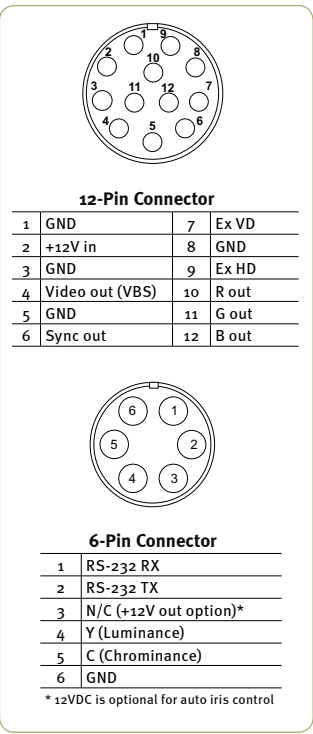 1 9
2 8
10
3 11 12 7
4 6
5
12-Pin Connector
1 GND 7 Ex VD
2 +12V in 8 GND
3 GND 9 Ex HD
4 Video out (VBS) 10 R out
5 GND 11 G out
6 Sync out 12 B out
6 1
5 2
4 3
6-Pin Connector
1 RS-232 RX
2 RS-232 TX
3 N/C (+12V out option)*
4 Y (Luminance)
5 C (Chrominance)
6 GND
* 12VDC is optional for auto iris control